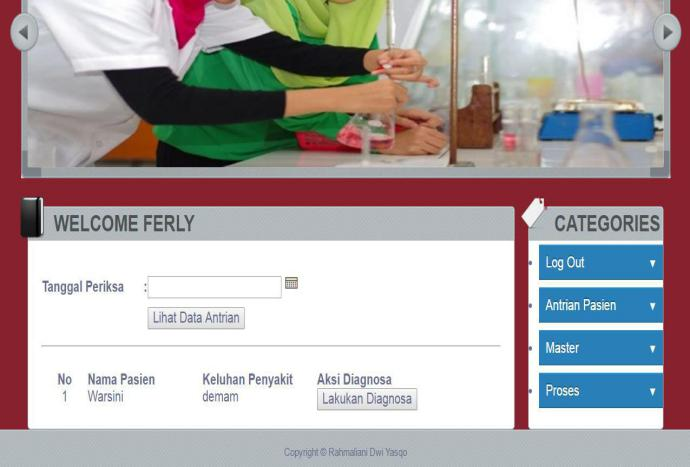 WELCOME FERLY
Tanggal Periksa :
Lihat Data Antrian
No Nama Pasien Keluhan Penyakit Aksi Diagnosa
1 Warsini demam Lakukan Diagnosa
CATEGORIES
Log Out
Antrian Pasien
Master
Proses
Copyright © Rahmaliani Dwi Yasqo